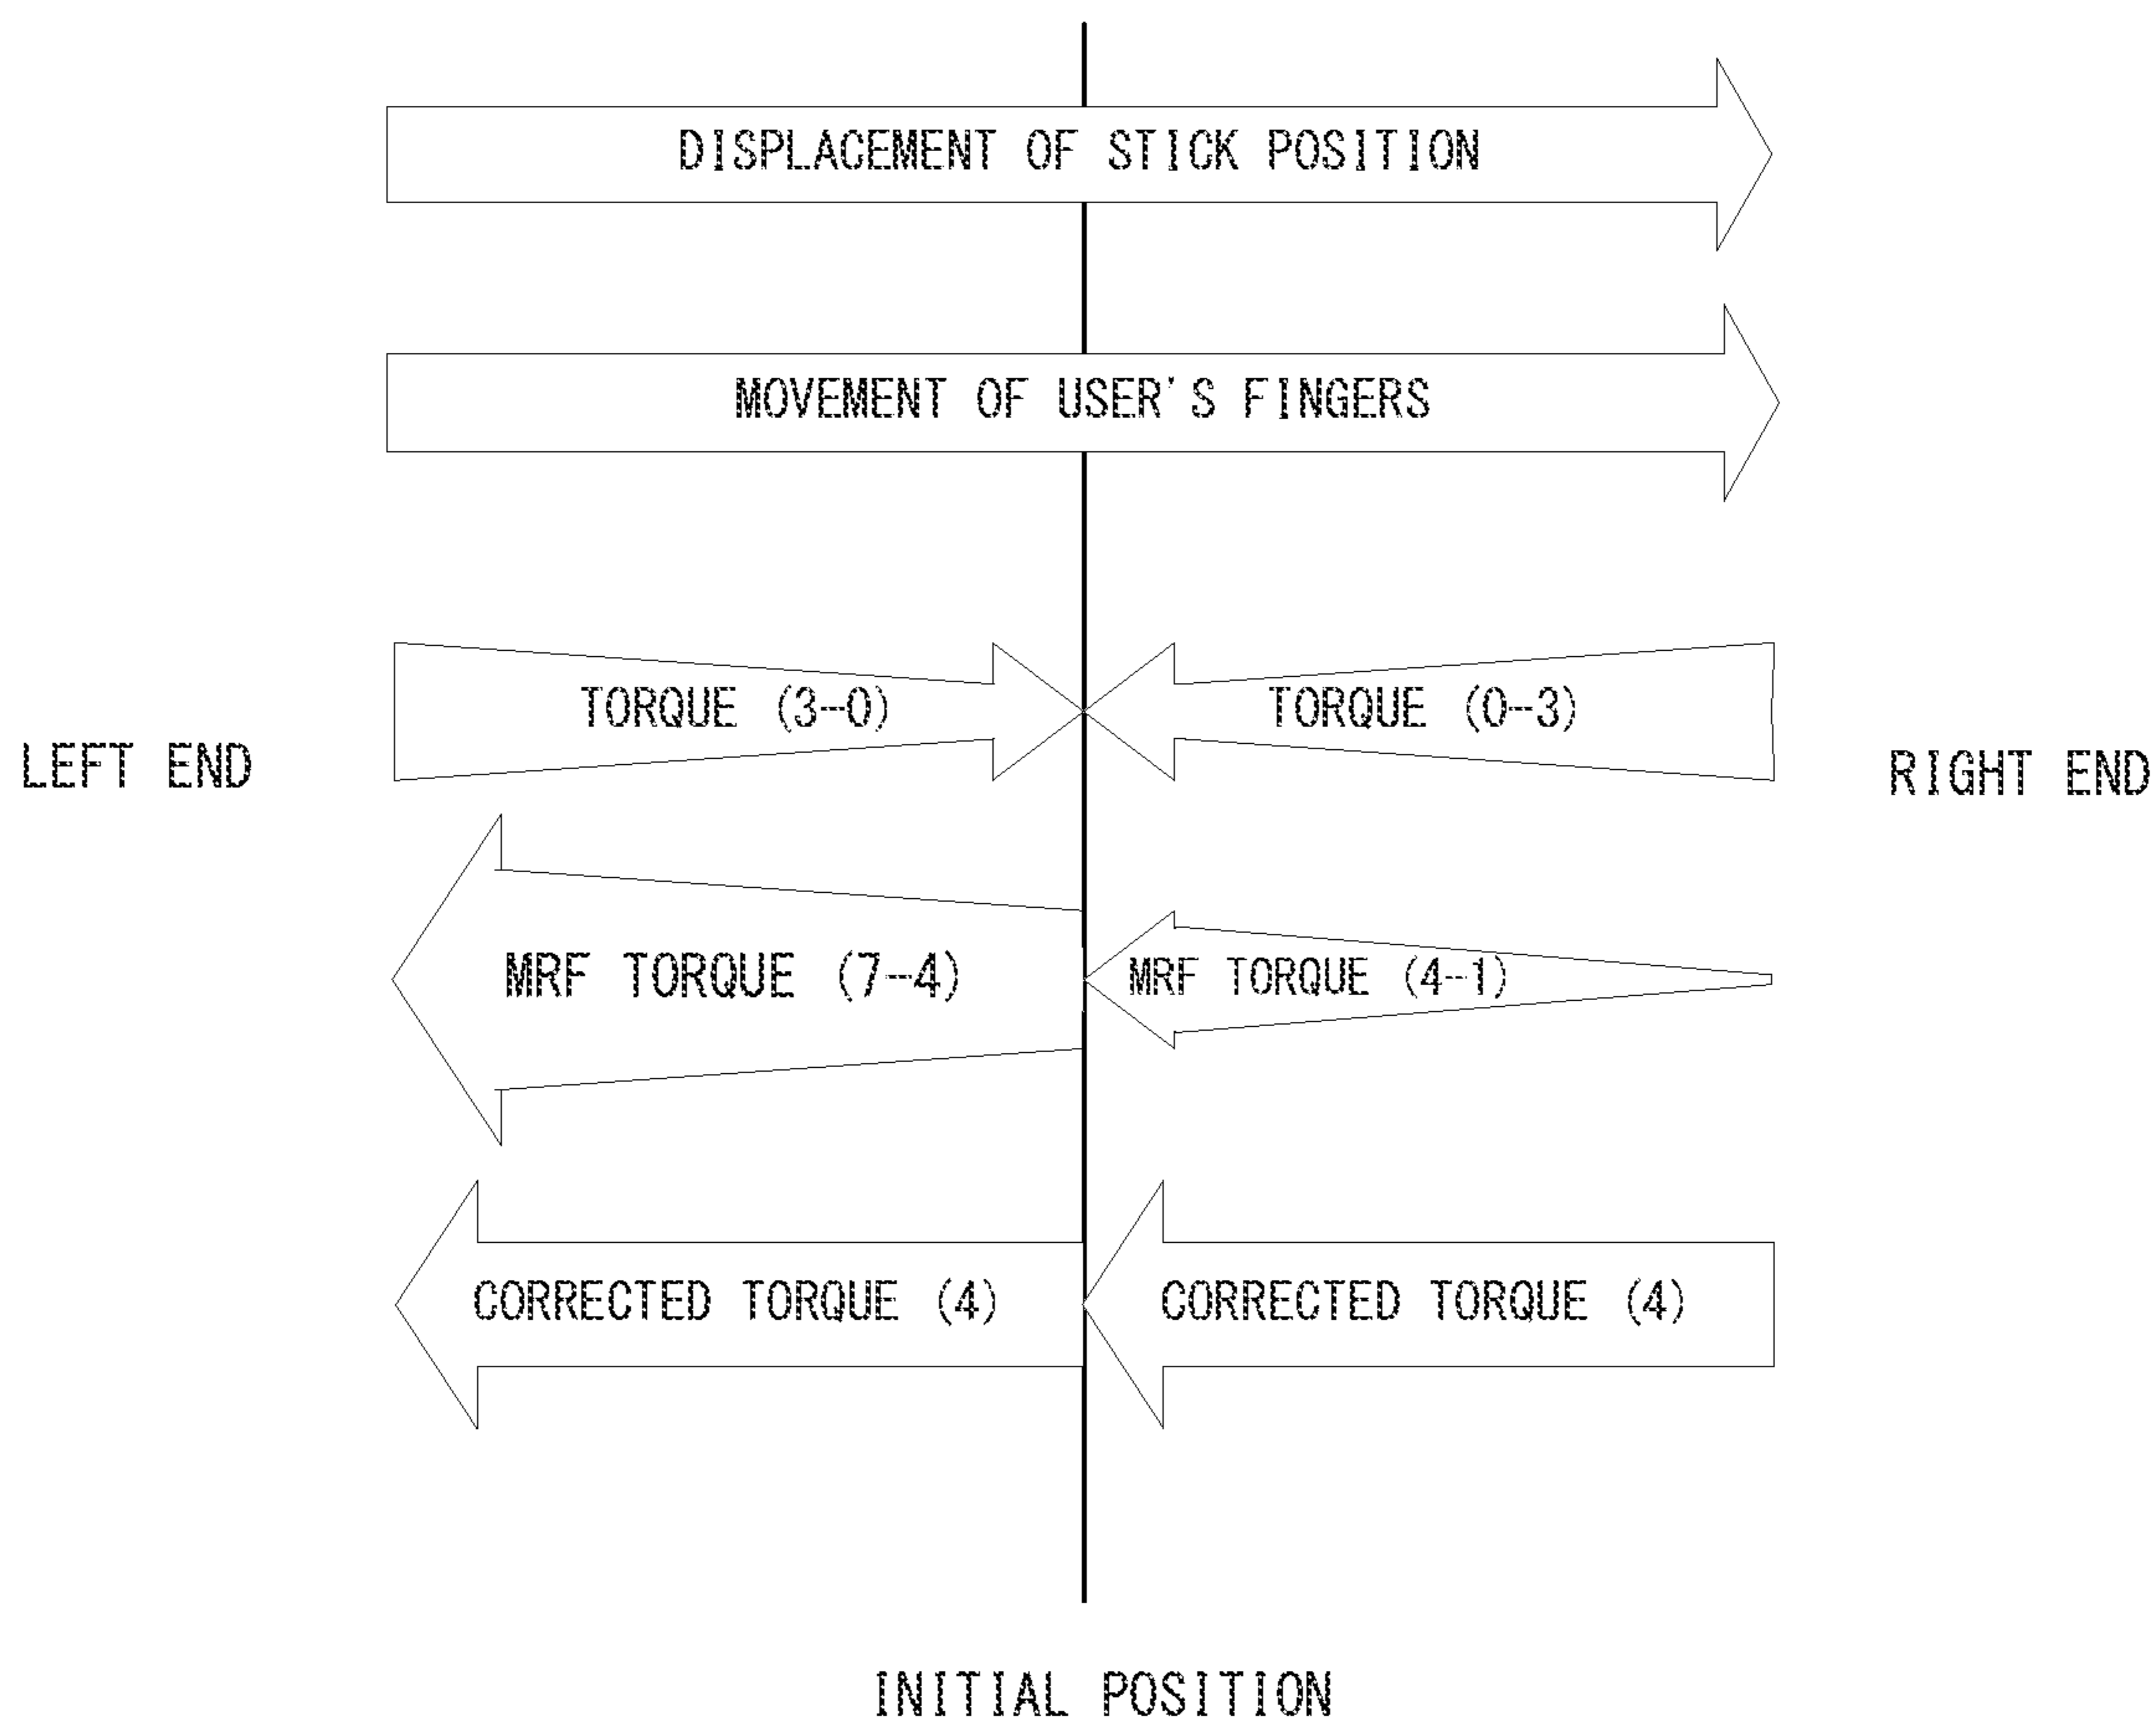 DISPLACEMENT OF STICK POSITION
MOVEMENT OF USER'S FINGERS
TORQUE (3-0)
TORQUE (0-3)
LEFT END
RIGHT END
MRF TORQUE (7-4)
MRF TORQUE (4-1)
CORRECTED TORQUE (4)
CORRECTED TORQUE (4)
INITIAL POSITION